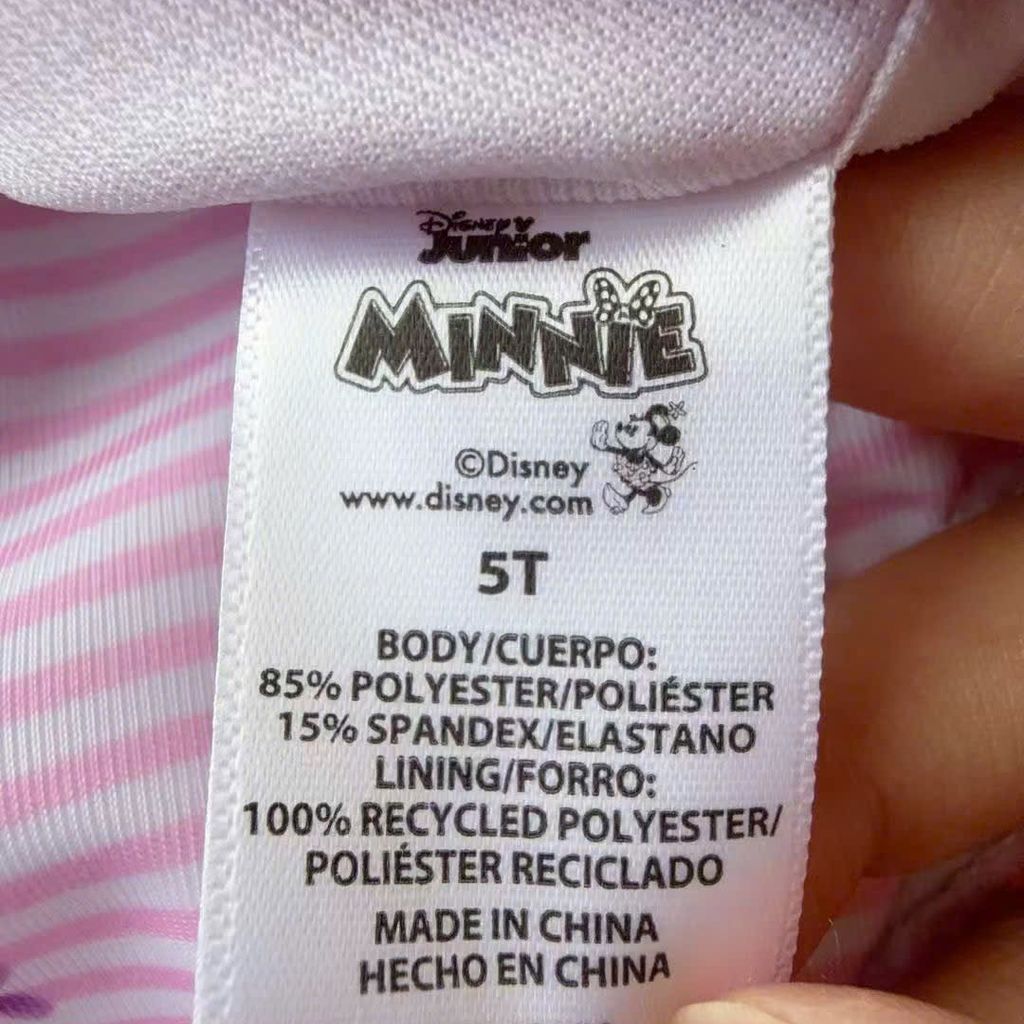 Disney
Junior
MINNIE
©Disney
www.disney.com
5T
BODY/CUERPO:
85% POLYESTER/POLIÉSTER
15% SPANDEX/ELASTANO
LINING/FORRO:
100% RECYCLED POLYESTER/
POLIÉSTER RECICLADO
MADE IN CHINA
HECHO EN CHINA